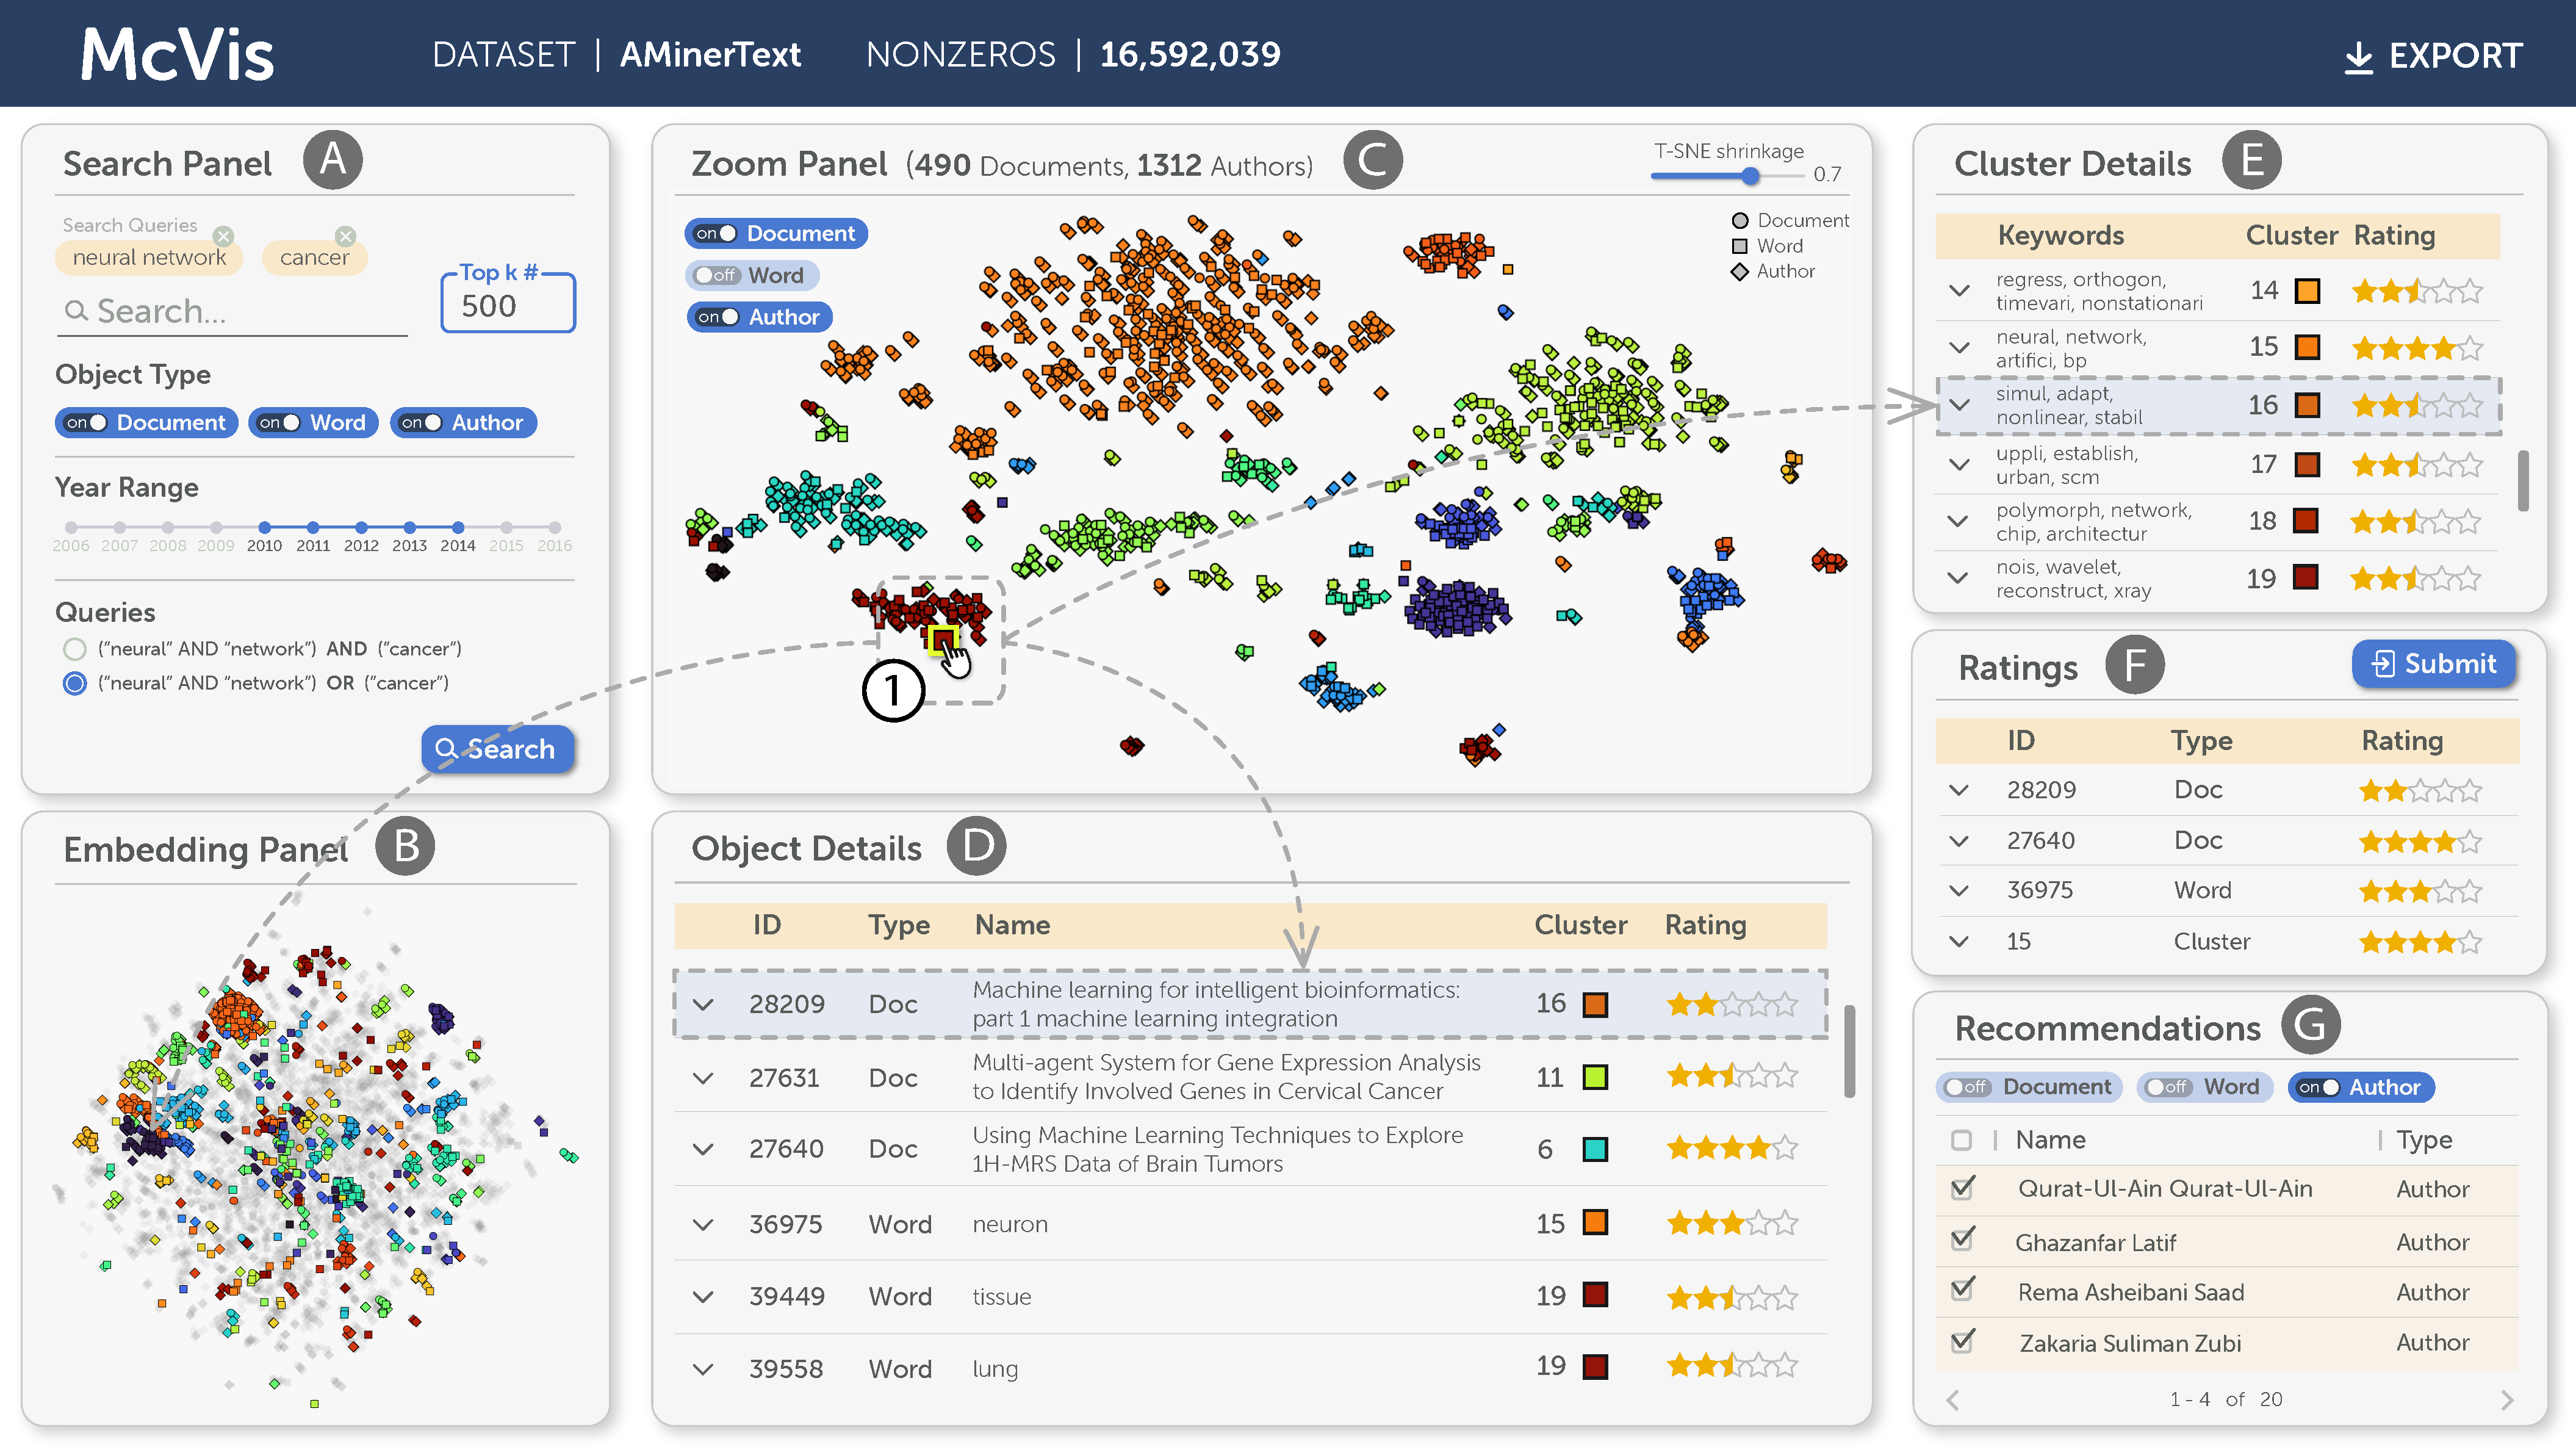 McVis
DATASET | AMinerText
NONZEROS | 16,592,039
EXPORT
Search Panel
A
Search Queries
neural network
cancer
Search...
Top k #
500
Object Type
on Document
on Word
on Author
Year Range
2006 2007 2008 2009 2010 2011 2012 2013 2014 2015 2016
Queries
("neural" AND "network") AND ("cancer")
("neural" AND "network") OR ("cancer")
Search
Embedding Panel
B
Zoom Panel (490 Documents, 1312 Authors)
C
T-SNE shrinkage
0.7
on Document
off Word
on Author
Document
Word
Author
1
Object Details
D
ID Type Name Cluster Rating
28209 Doc Machine learning for intelligent bioinformatics: 16
part 1 machine learning integration
27631 Doc Multi-agent System for Gene Expression Analysis 11
to Identify Involved Genes in Cervical Cancer
27640 Doc Using Machine Learning Techniques to Explore 6
1H-MRS Data of Brain Tumors
36975 Word neuron 15
39449 Word tissue 19
39558 Word lung 19
Cluster Details
E
Keywords Cluster Rating
regress, orthogon, 14
timevari, nonstationari
neural, network, 15
artifici, bp
simul, adapt, 16
nonlinear, stabil
uppli, establish, 17
urban, scm
polymorph, network, 18
chip, architectur
nois, wavelet, 19
reconstruct, xray
Ratings
F
Submit
ID Type Rating
28209 Doc
27640 Doc
36975 Word
15 Cluster
Recommendations
G
off Document
off Word
on Author
| Name | Type
Qurat-Ul-Ain Qurat-Ul-Ain Author
Ghazanfar Latif Author
Rema Asheibani Saad Author
Zakaria Suliman Zubi Author
1 - 4 of 20